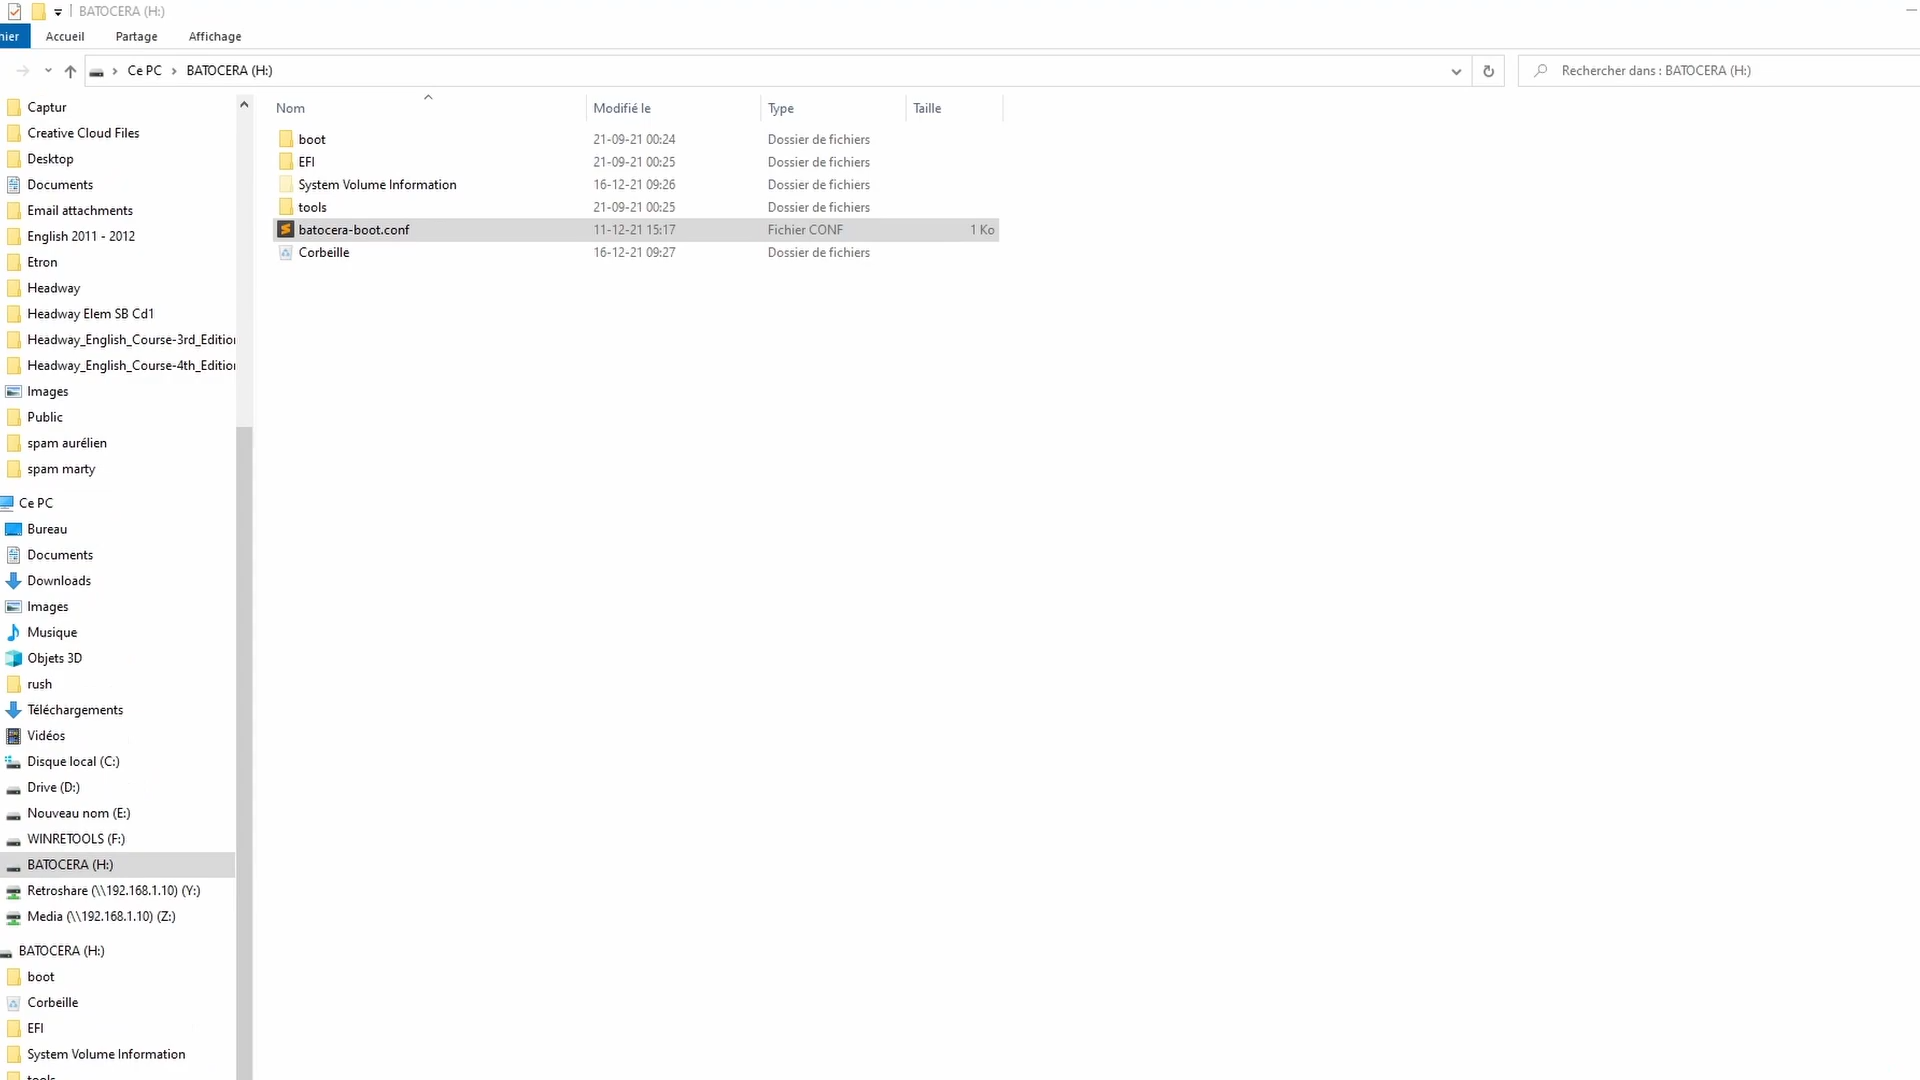 BATOCERA (H:)
hier Accueil Partage Affichage
Ce PC BATOCERA (H:) Rechercher dans : BATOCERA (H:)
Nom Modifié le Type Taille
boot 21-09-21 00:24 Dossier de fichiers
EFI 21-09-21 00:25 Dossier de fichiers
System Volume Information 16-12-21 09:26 Dossier de fichiers
tools 21-09-21 00:25 Dossier de fichiers
batocera-boot.conf 11-12-21 15:17 Fichier CONF 1 Ko
Corbeille 16-12-21 09:27 Dossier de fichiers
Captur
Creative Cloud Files
Desktop
Documents
Email attachments
English 2011 - 2012
Etron
Headway
Headway Elem SB Cd1
Headway_English_Course-3rd_Edition
Headway_English_Course-4th_Edition
Images
Public
spam aurélien
spam marty
Ce PC
Bureau
Documents
Downloads
Images
Musique
Objets 3D
rush
Téléchargements
Vidéos
Disque local (C:)
Drive (D:)
Nouveau nom (E:)
WINRETOOLS (F:)
BATOCERA (H:)
Retroshare (\\192.168.1.10) (Y:)
Media (\\192.168.1.10) (Z:)
BATOCERA (H:)
boot
Corbeille
EFI
System Volume Information
tools